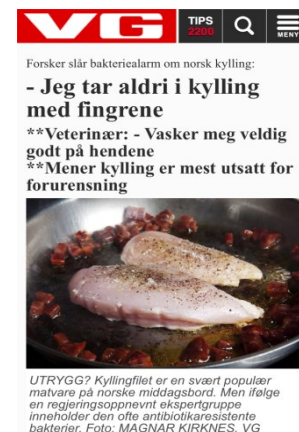 VG
TIPS
2200
MENY
Forsker slår bakteriealarm om norsk kylling:
- Jeg tar aldri i kylling
med fingrene
**Veterinær: - Vasker meg veldig
godt på hendene
**Mener kylling er mest utsatt for
forurensning
UTRYGG? Kyllingfilet er en svært populær
matvare på norske middagsbord. Men ifølge
en regjeringsoppnevnt ekspertgruppe
inneholder den ofte antibiotikaresistente
bakterier. Foto: MAGNAR KIRKNES, VG